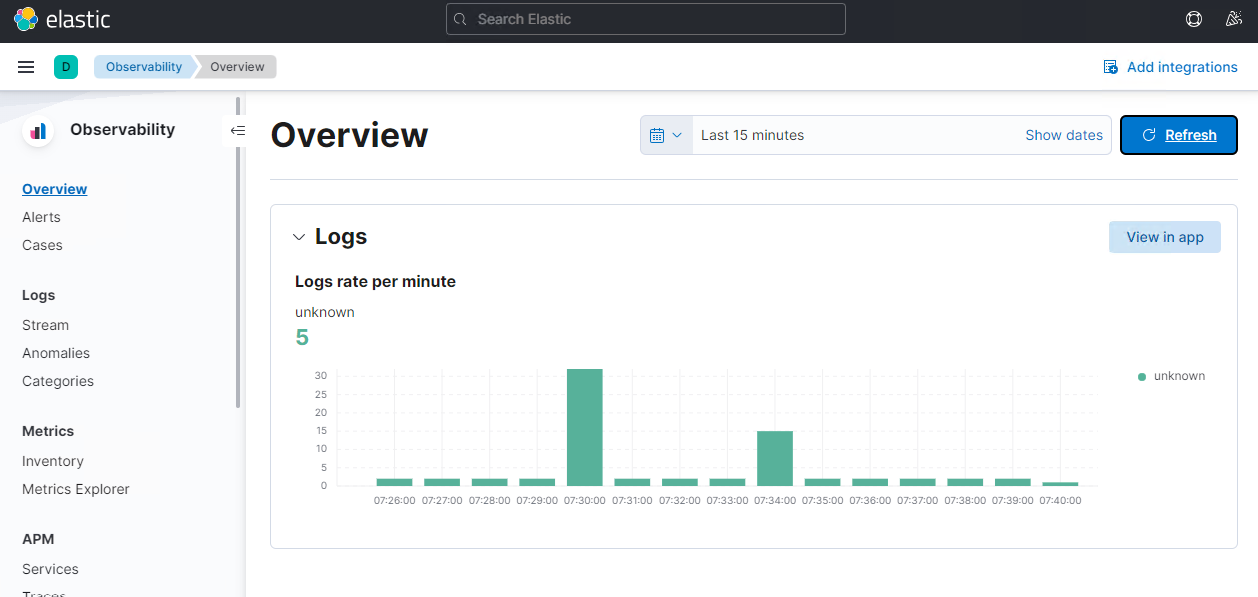 elastic
Search Elastic
D
Observability
Overview
Add integrations
Observability
Overview
Alerts
Cases
Logs
Stream
Anomalies
Categories
Metrics
Inventory
Metrics Explorer
APM
Services
Traces
Overview
Last 15 minutes
Show dates
Refresh
Logs
View in app
Logs rate per minute
unknown
5
30
25
20
15
10
5
0
07:26:00 07:27:00 07:28:00 07:29:00 07:30:00 07:31:00 07:32:00 07:33:00 07:34:00 07:35:00 07:36:00 07:37:00 07:38:00 07:39:00 07:40:00
unknown